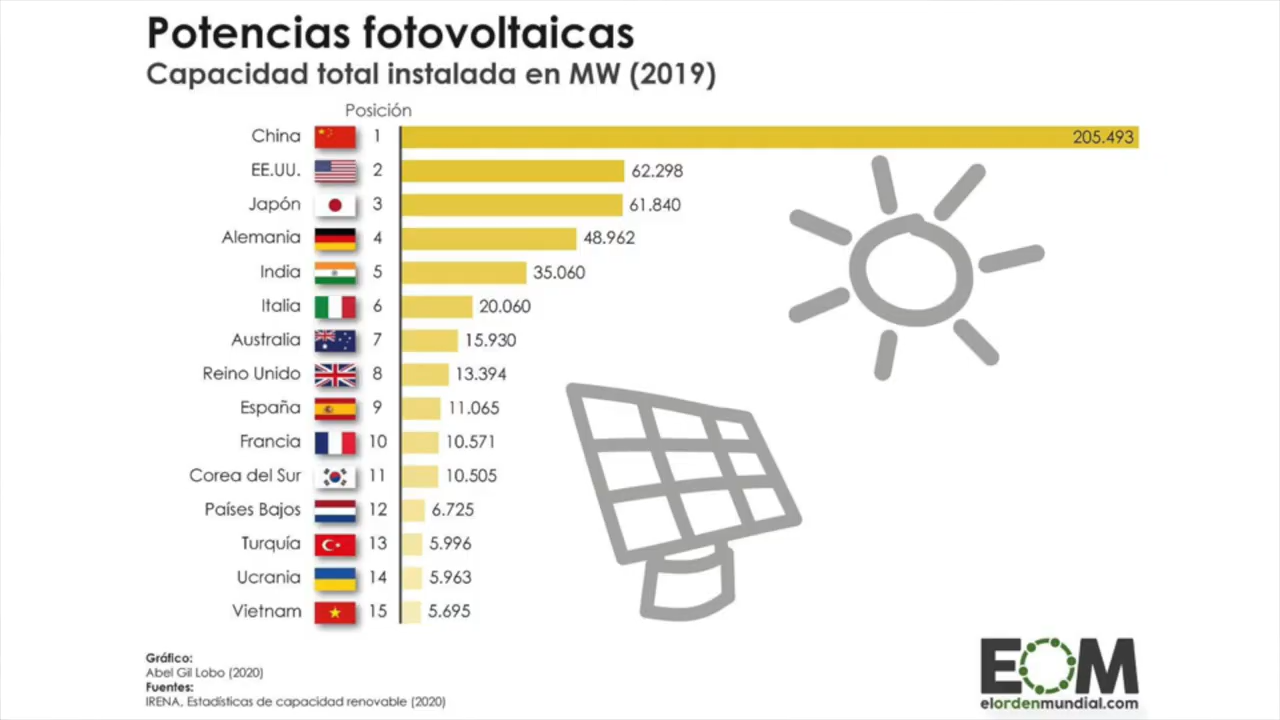 Potencias fotovoltaicas
Capacidad total instalada en MW (2019)
Posición
China 1 205.493
EE.UU. 2 62.298
Japón 3 61.840
Alemania 4 48.962
India 5 35.060
Italia 6 20.060
Australia 7 15.930
Reino Unido 8 13.394
España 9 11.065
Francia 10 10.571
Corea del Sur 11 10.505
Países Bajos 12 6.725
Turquía 13 5.996
Ucrania 14 5.963
Vietnam 15 5.695
Gráfico:
Abel Gil Lobo (2020)
Fuentes:
IRENA, Estadísticas de capacidad renovable (2020)
EOM
elordenmundial.com